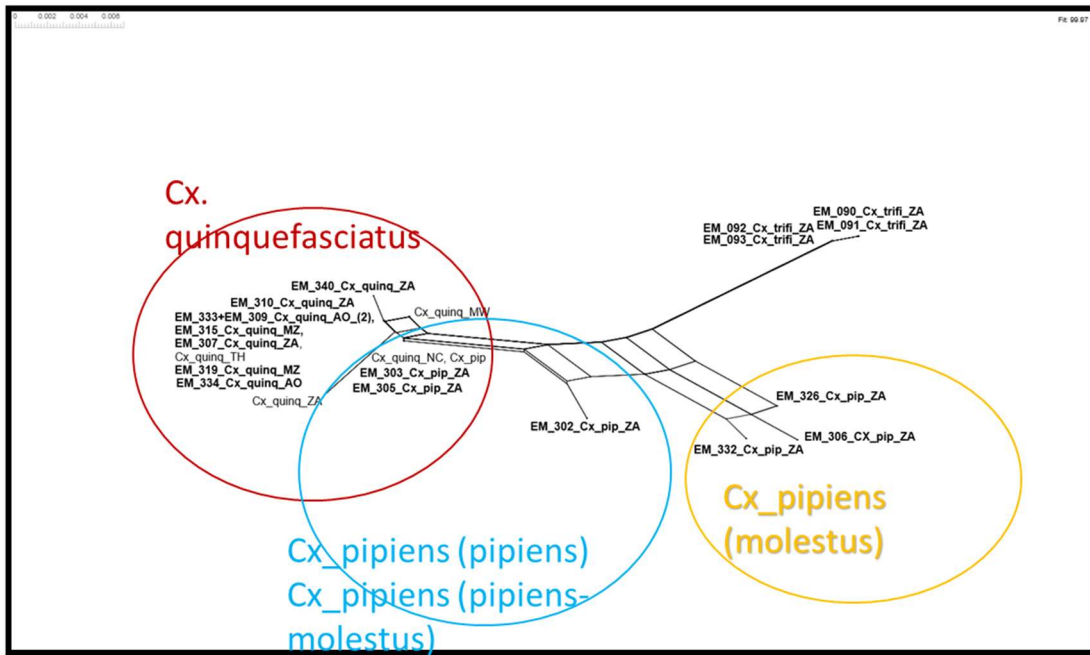 0 0.002 0.004 0.006
Fit: 99.97
Cx.
quinquefasciatus
EM_090_Cx_trifi_ZA
EM_092_Cx_trifi_ZA EM_091_Cx_trifi_ZA
EM_093_Cx_trifi_ZA
EM_340_Cx_quinq_ZA
EM_310_Cx_quinq_ZA
EM_333+EM_309_Cx_quinq_AO_(2),
Cx_quinq_MW
EM_315_Cx_quinq_MZ,
EM_307_Cx_quinq_ZA,
Cx_quinq_TH
EM_319_Cx_quinq_MZ
EM_334_Cx_quinq_AO
Cx_quinq_ZA
Cx_quinq_NC, Cx_pip
EM_303_Cx_pip_ZA
EM_305_Cx_pip_ZA
EM_302_Cx_pip_ZA
EM_326_Cx_pip_ZA
EM_306_CX_pip_ZA
EM_332_Cx_pip_ZA
Cx_pipiens
(molestus)
Cx_pipiens (pipiens)
Cx_pipiens (pipiens-
molestus)